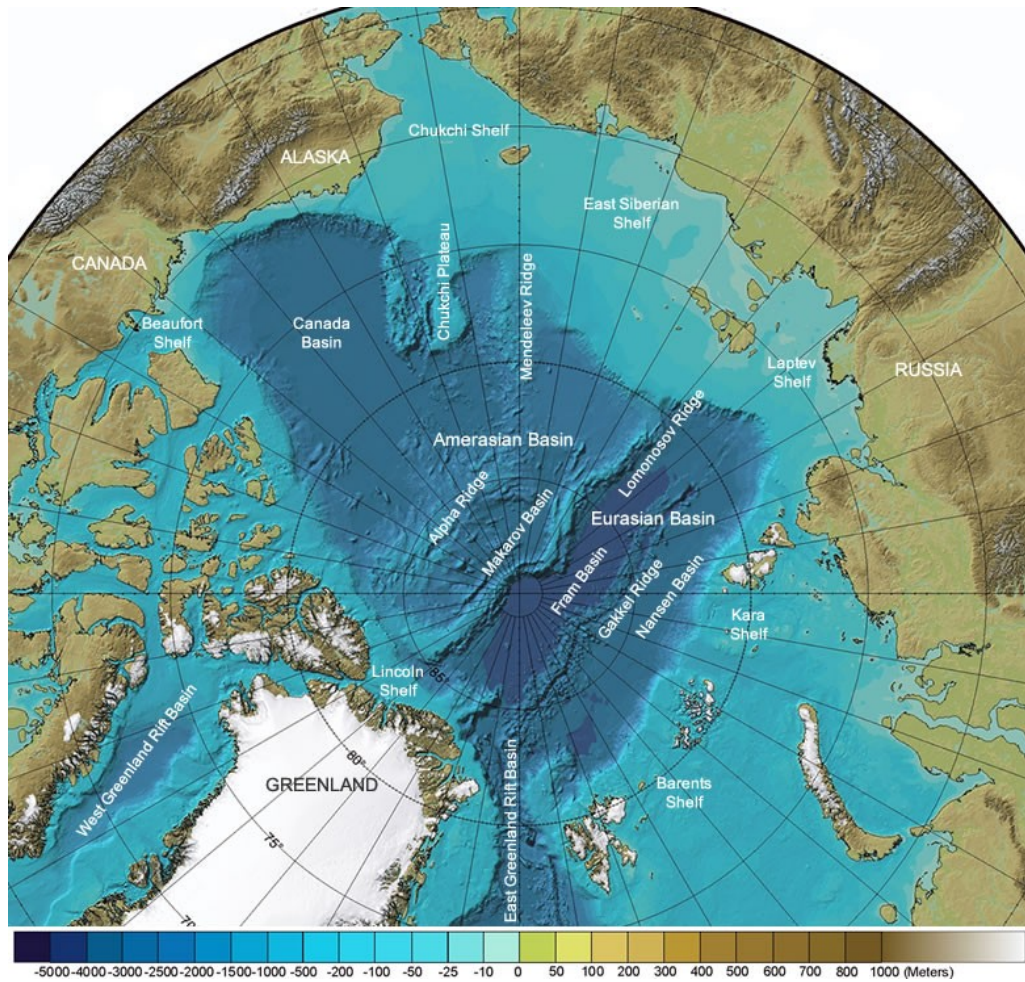 Chukchi Shelf
ALASKA
East Siberian
Shelf
CANADA
Chukchi Plateau
Mendeleev Ridge
Beaufort
Shelf
Canada
Basin
Laptev
Shelf
RUSSIA
Amerasian Basin
Lomonosov Ridge
Alpha Ridge
Makarov Basin
Eurasian Basin
Fram Basin
Gakkel Ridge
Nansen Basin
Kara
Shelf
Lincoln
Shelf
85°
West Greenland Rift Basin
80°
GREENLAND
East Greenland Rift Basin
Barents
Shelf
75°
70
-5000 -4000 -3000 -2500 -2000 -1500 -1000 -500 -200 -100 -50 -25 -10 0 50 100 200 300 400 500 600 700 800 1000 (Meters)